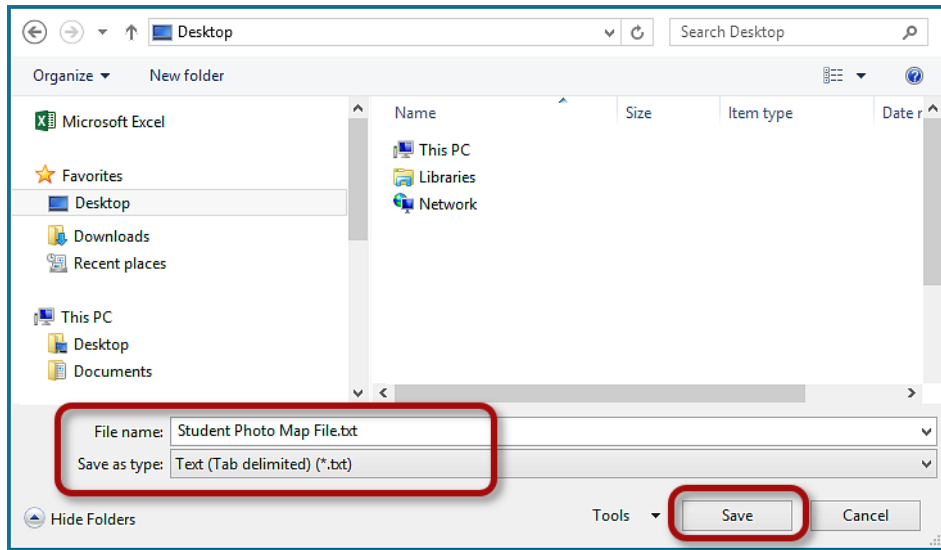 Desktop
Search Desktop
Organize
New folder
Microsoft Excel
Favorites
Desktop
Downloads
Recent places
This PC
Desktop
Documents
Name Size Item type Date r
This PC
Libraries
Network
File name: Student Photo Map File.txt
Save as type: Text (Tab delimited) (*.txt)
Hide Folders
Tools Save Cancel